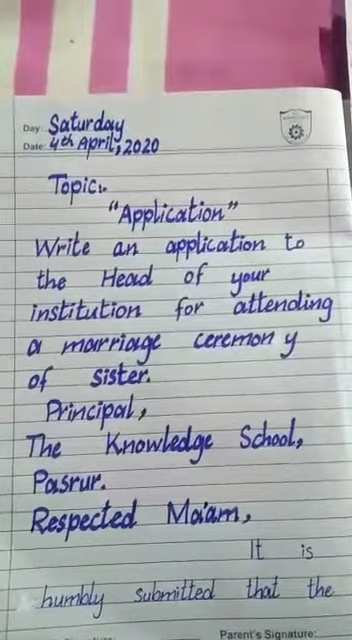 Day: Saturday
Date: 4th April, 2020
Topic:
"Application"
Write an application to
the Head of your
institution for attending
a marriage ceremony
of sister.
Principal,
The Knowledge School,
Pasrur.
Respected Ma'am,
It is
humbly submitted that the
Parent's Signature: